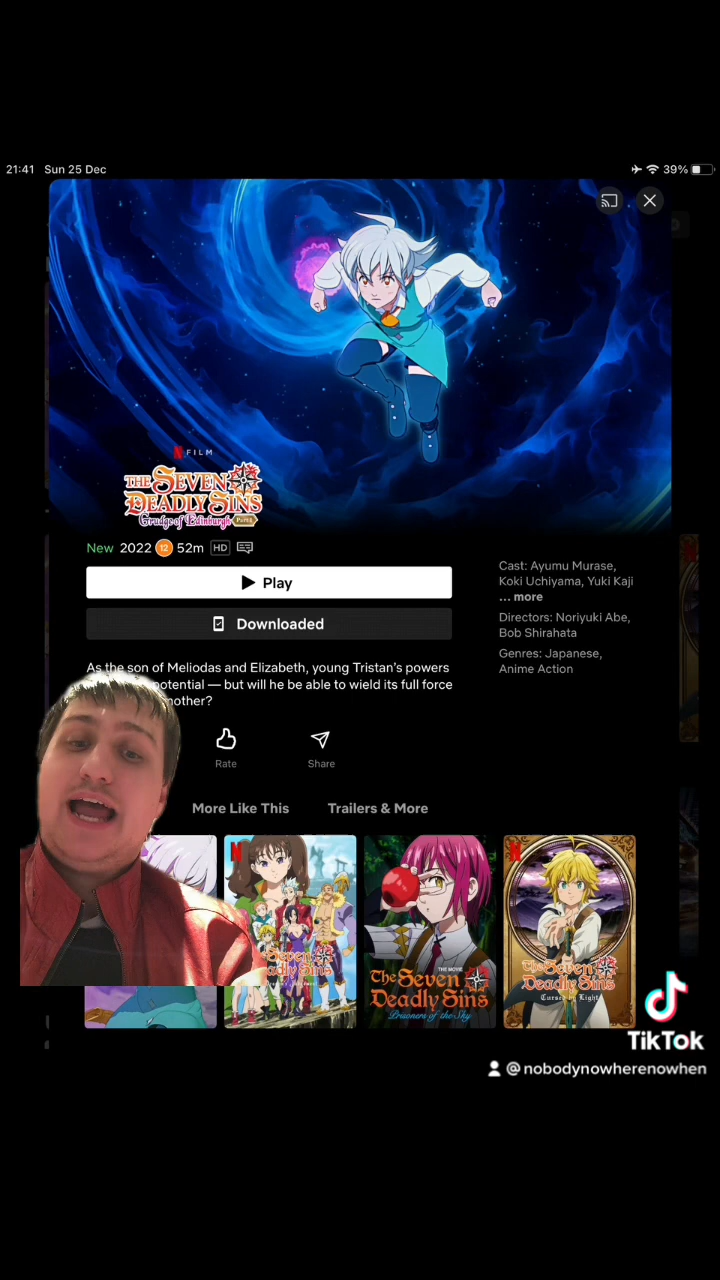 21:41 Sun 25 Dec
39%
N FILM
THE SEVEN
DEADLY SINS
Grudge of Edinburgh Part 1
New 2022 12 52m HD
Play
Downloaded
Cast: Ayumu Murase,
Koki Uchiyama, Yuki Kaji
... more
Directors: Noriyuki Abe,
Bob Shirahata
Genres: Japanese,
Anime Action
As the son of Meliodas and Elizabeth, young Tristan's powers
potential — but will he be able to wield its full force
mother?
Rate
Share
More Like This
Trailers & More
Seven
Deadly Sins
THE MOVIE
The Seven
Deadly Sins
Prisoners of the Sky
The Seven
Deadly Sins
Cursed by Light
TikTok
@nobodynowherenowhen